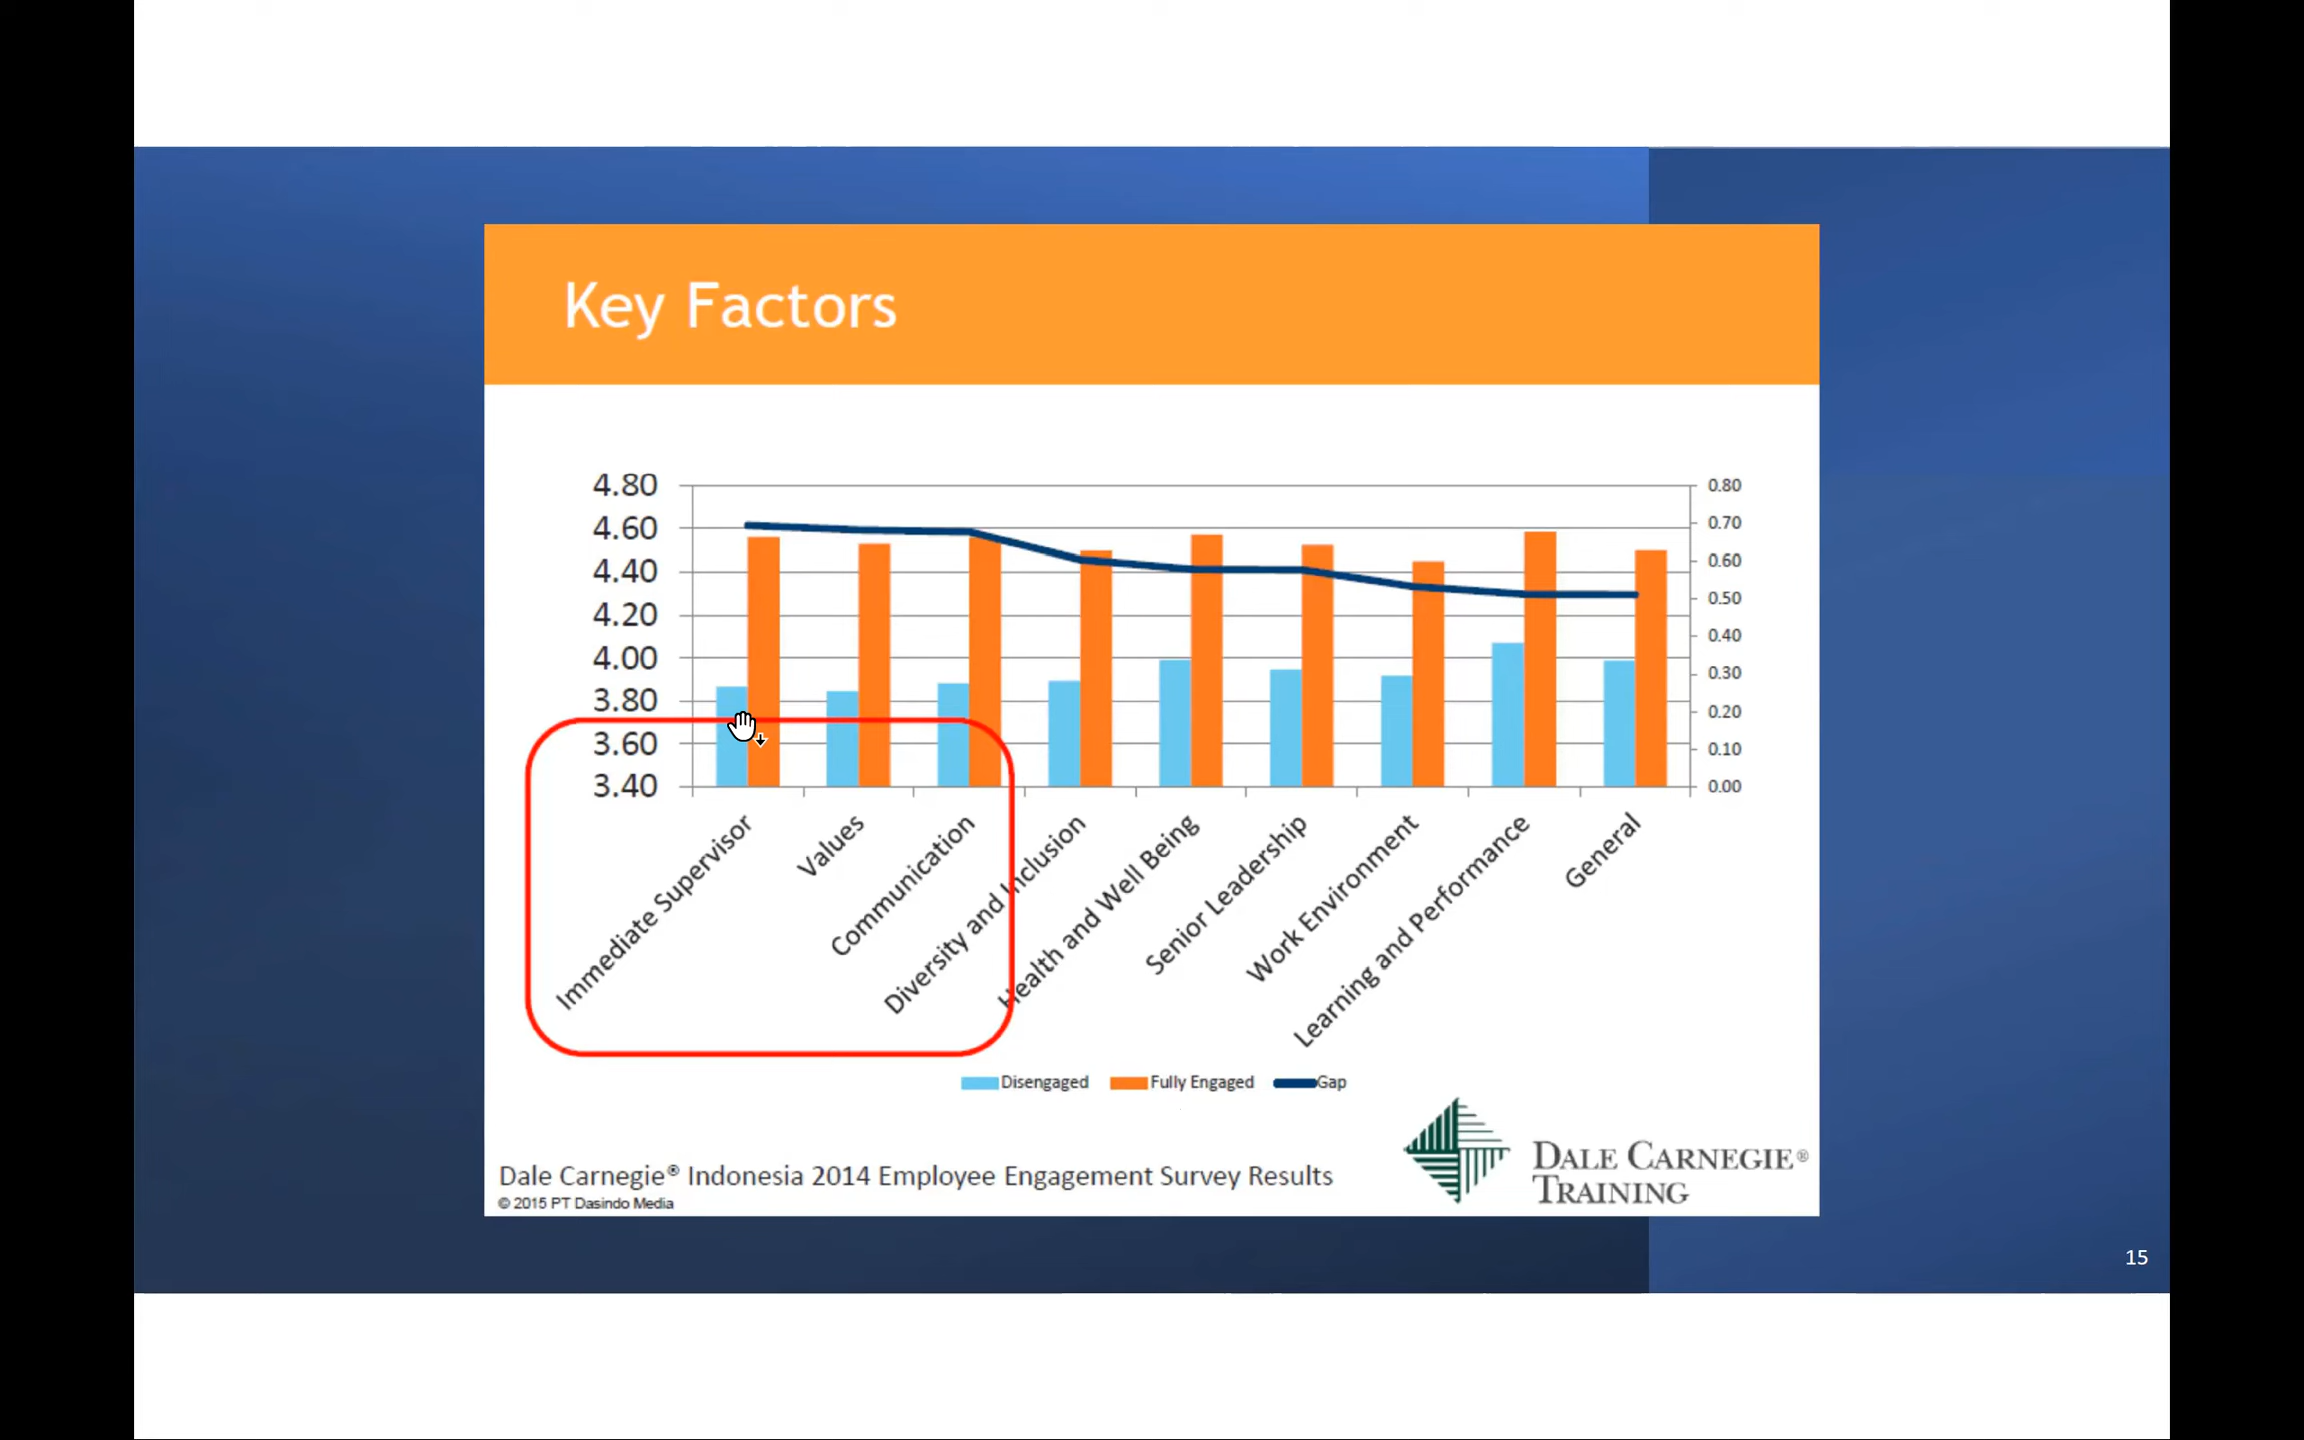 Key Factors
4.80
4.60
4.40
4.20
4.00
3.80
3.60
3.40
0.80
0.70
0.60
0.50
0.40
0.30
0.20
0.10
0.00
Immediate Supervisor
Values
Communication
Diversity and Inclusion
Health and Well Being
Senior Leadership
Work Environment
Learning and Performance
General
Disengaged Fully Engaged Gap
Dale Carnegie® Indonesia 2014 Employee Engagement Survey Results
© 2015 PT Dasindo Media
DALE CARNEGIE®
TRAINING
15